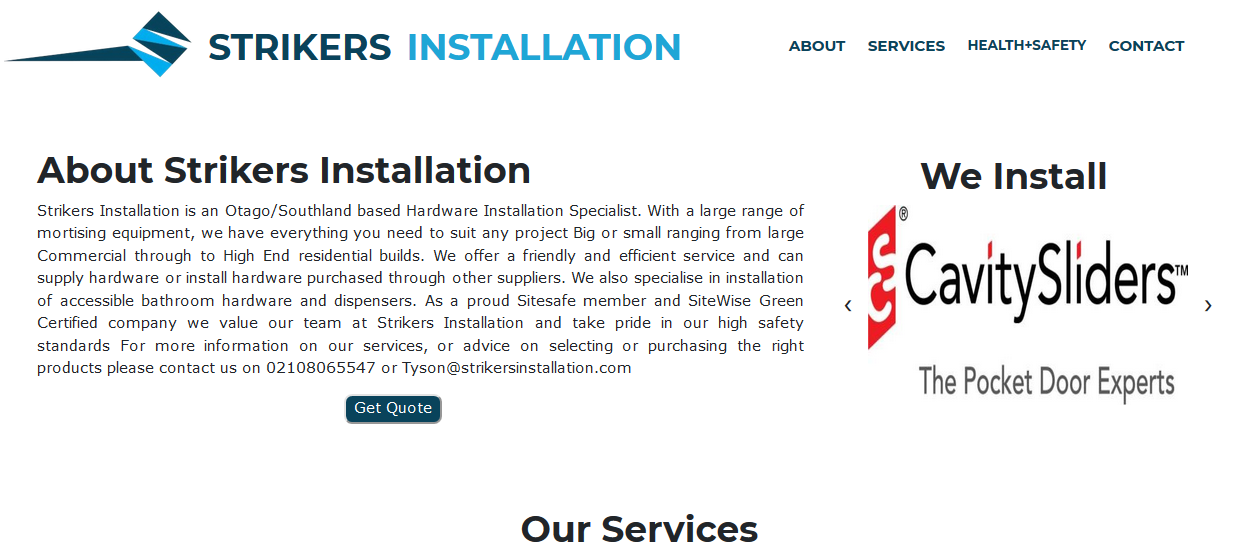 STRIKERS INSTALLATION
ABOUT SERVICES HEALTH+SAFETY CONTACT
About Strikers Installation
Strikers Installation is an Otago/Southland based Hardware Installation Specialist. With a large range of
mortising equipment, we have everything you need to suit any project Big or small ranging from large
Commercial through to High End residential builds. We offer a friendly and efficient service and can
supply hardware or install hardware purchased through other suppliers. We also specialise in installation
of accessible bathroom hardware and dispensers. As a proud Sitesafe member and SiteWise Green
Certified company we value our team at Strikers Installation and take pride in our high safety
standards For more information on our services, or advice on selecting or purchasing the right
products please contact us on 02108065547 or Tyson@strikersinstallation.com
Get Quote
We Install
®
CavitySliders™
The Pocket Door Experts
‹ ›
Our Services